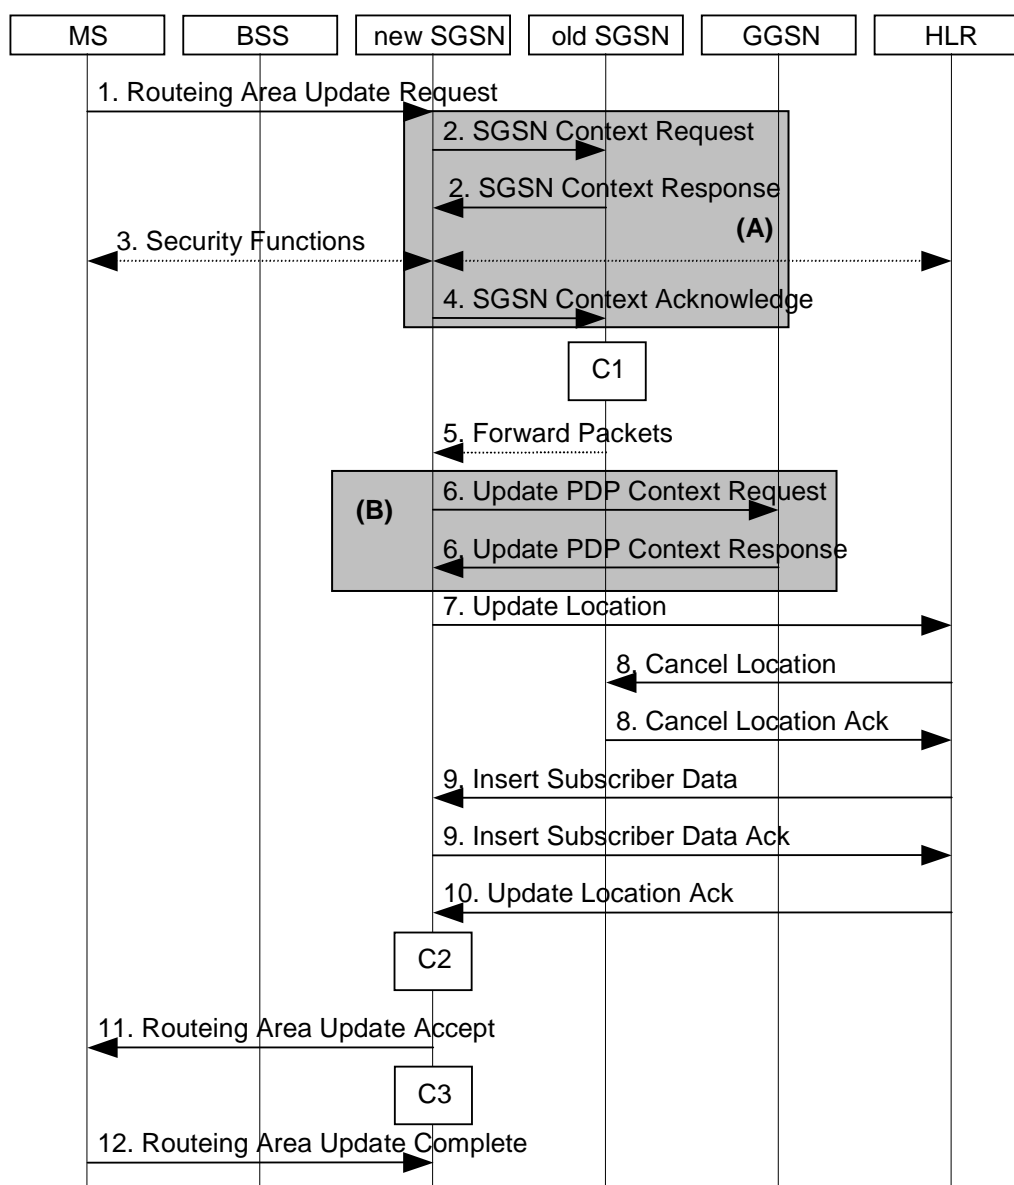 MS
BSS
new SGSN
old SGSN
GGSN
HLR
1. Routeing Area Update Request
2. SGSN Context Request
2. SGSN Context Response
(A)
3. Security Functions
4. SGSN Context Acknowledge
C1
5. Forward Packets
6. Update PDP Context Request
(B)
6. Update PDP Context Response
7. Update Location
8. Cancel Location
8. Cancel Location Ack
9. Insert Subscriber Data
9. Insert Subscriber Data Ack
10. Update Location Ack
C2
11. Routeing Area Update Accept
C3
12. Routeing Area Update Complete